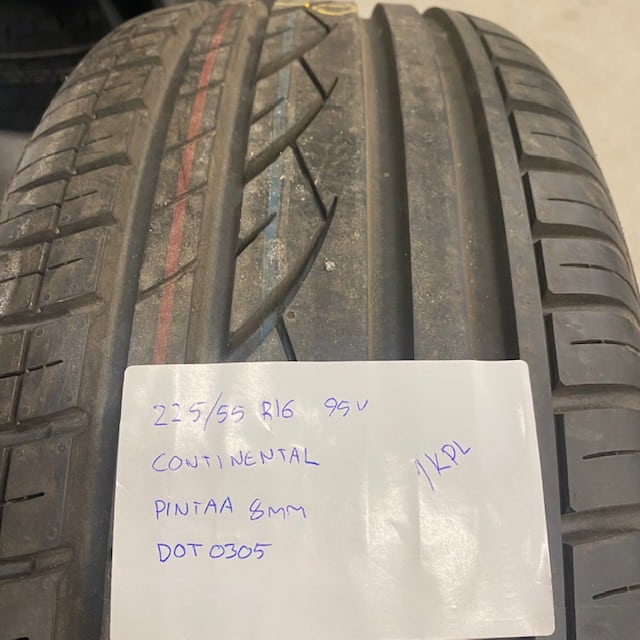 225/55 R16 95V
CONTINENTAL
PINTAA 8MM
DOT 0305
1KPL